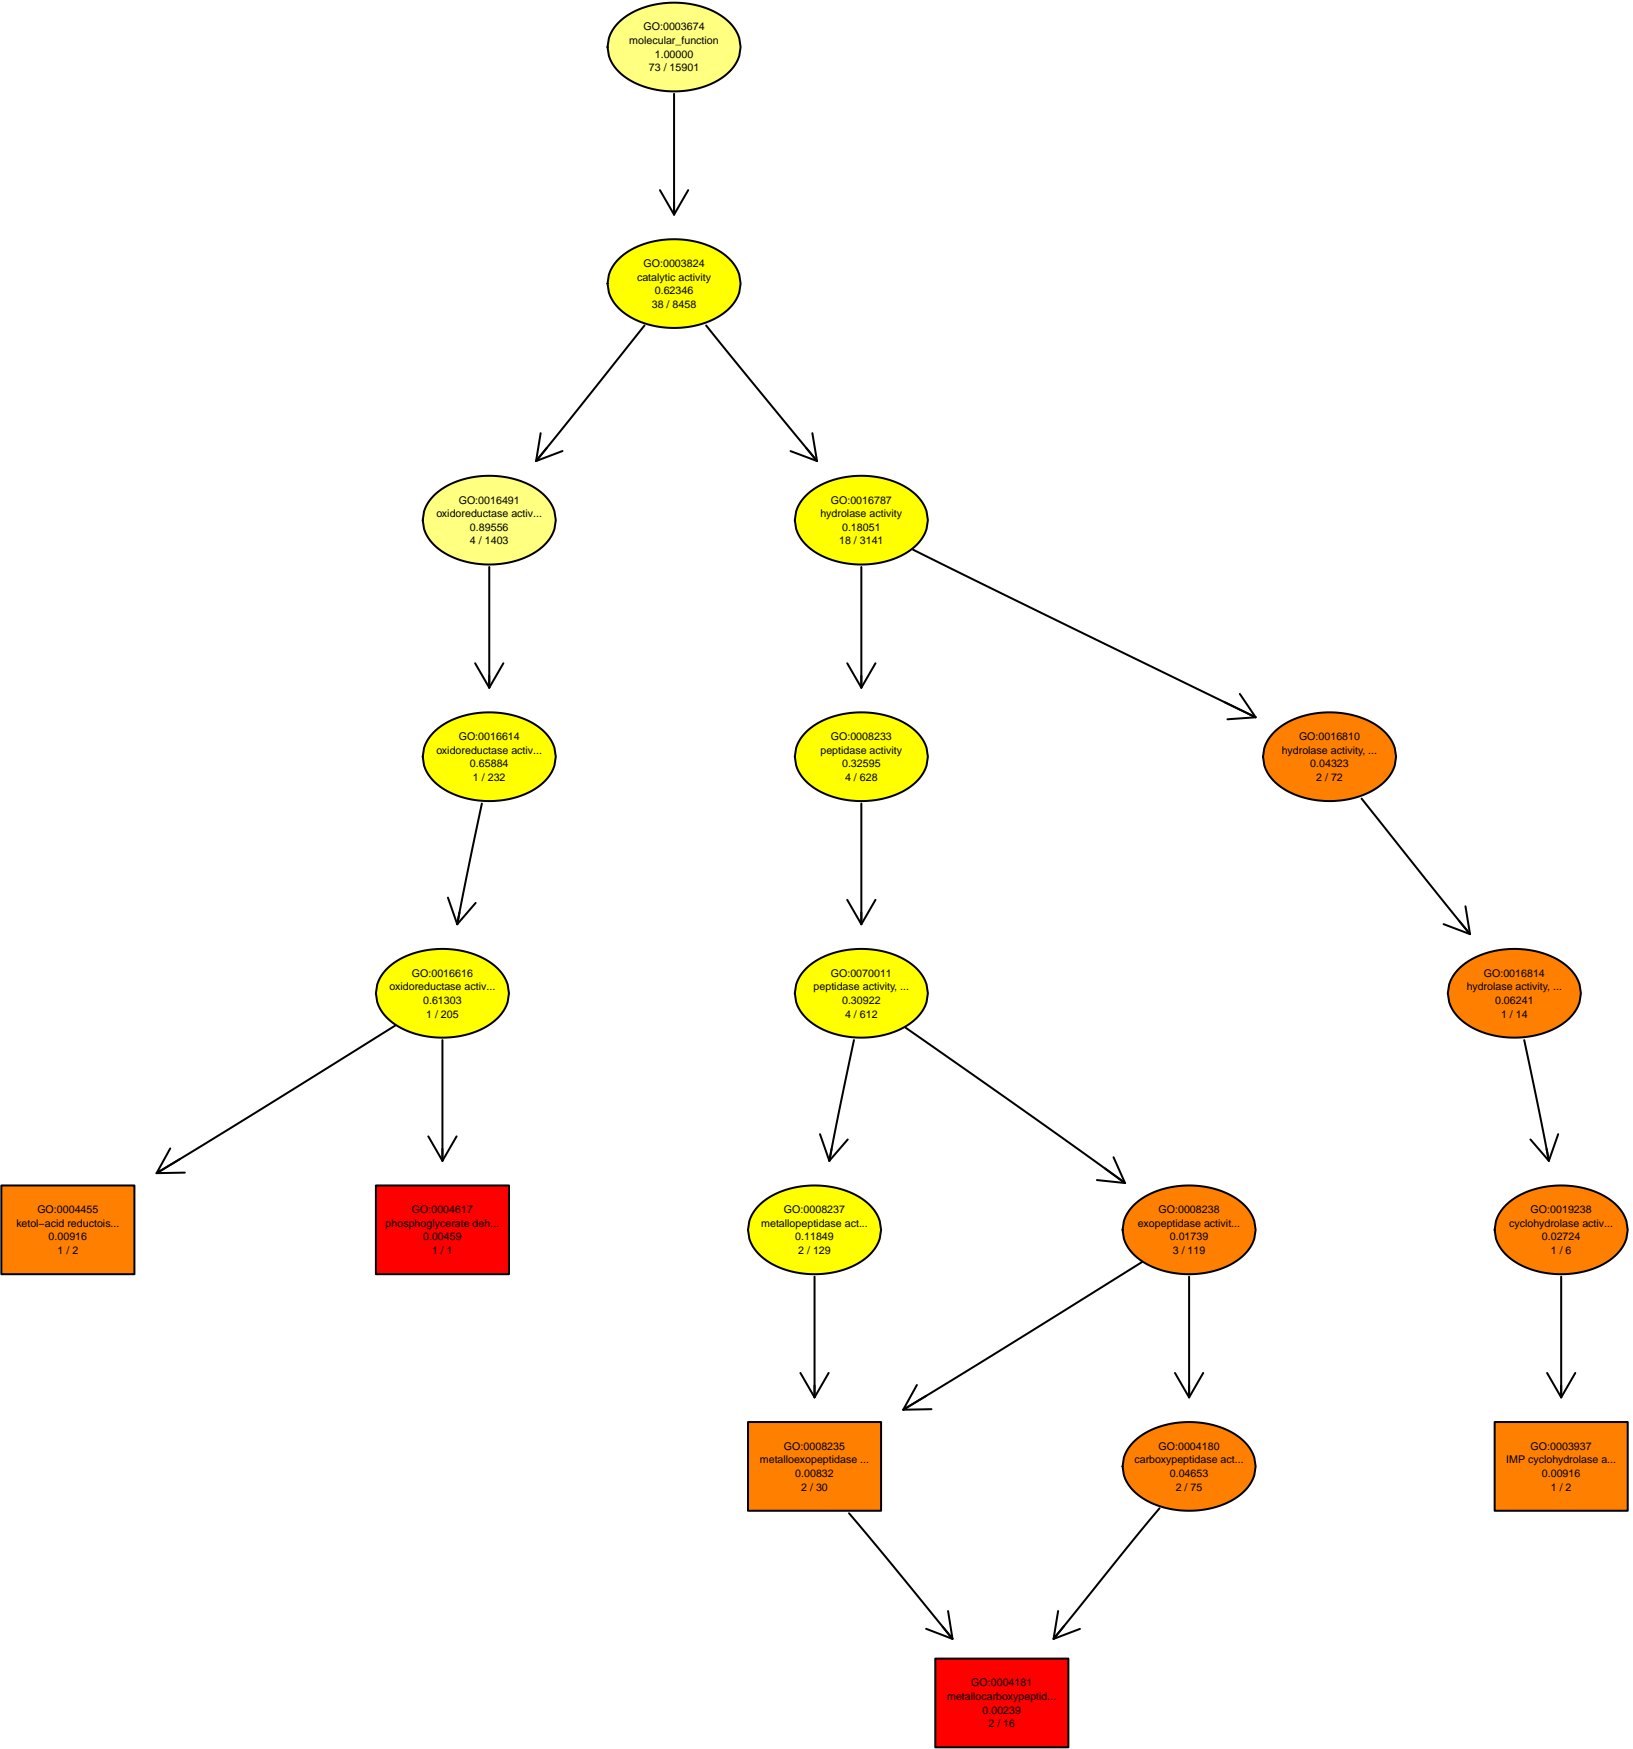 GO:0003674
molecular_function
1.00000
73 / 15901
GO:0003824
catalytic activity
0.62346
38 / 8458
GO:0016491
oxidoreductase activ...
0.89556
4 / 1403
GO:0016787
hydrolase activity
0.18051
18 / 3141
GO:0016614
oxidoreductase activ...
0.65884
1 / 232
GO:0008233
peptidase activity
0.32595
4 / 628
GO:0016810
hydrolase activity, ...
0.04323
2 / 72
GO:0016616
oxidoreductase activ...
0.61303
1 / 205
GO:0070011
peptidase activity, ...
0.30922
4 / 612
GO:0016814
hydrolase activity, ...
0.06241
1 / 14
GO:0004455
ketol−acid reductois...
0.00916
1 / 2
GO:0004617
phosphoglycerate deh...
0.00459
1 / 1
GO:0008237
metallopeptidase act...
0.11849
2 / 129
GO:0008238
exopeptidase activit...
0.01739
3 / 119
GO:0019238
cyclohydrolase activ...
0.02724
1 / 6
GO:0008235
metalloexopeptidase ...
0.00832
2 / 30
GO:0004180
carboxypeptidase act...
0.04653
2 / 75
GO:0003937
IMP cyclohydrolase a...
0.00916
1 / 2
GO:0004181
metallocarboxypeptid...
0.00239
2 / 16